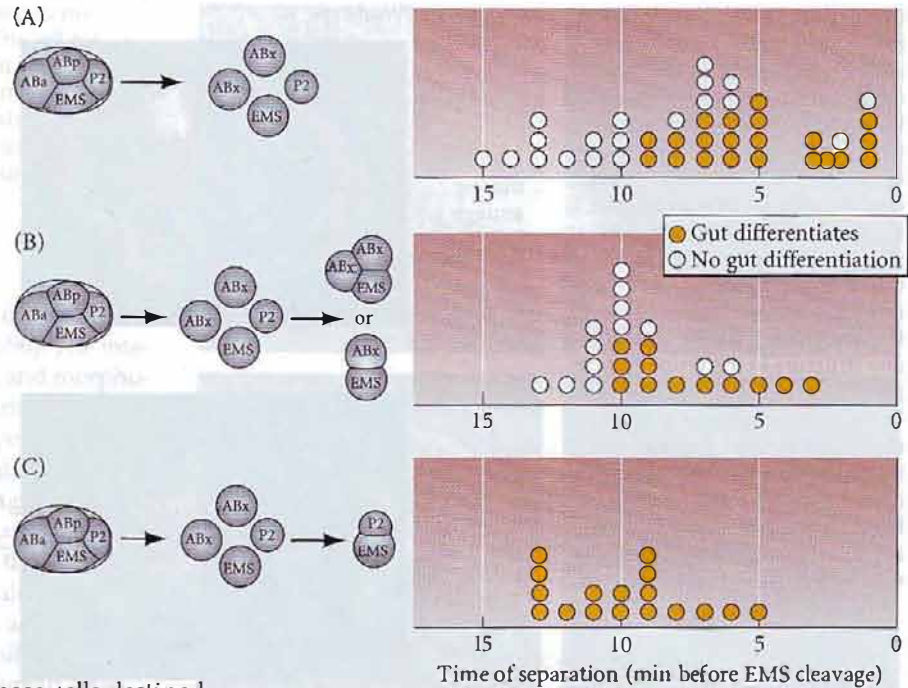 (A)
ABa ABp P2 EMS
ABx ABx P2 EMS
15 10 5 0
Gut differentiates
No gut differentiation
(B)
ABa ABp P2 EMS
ABx ABx P2 EMS
ABx ABx EMS
or
ABx EMS
15 10 5 0
(C)
ABa ABp P2 EMS
ABx ABx P2 EMS
P2 EMS
15 10 5 0
Time of separation (min before EMS cleavage)